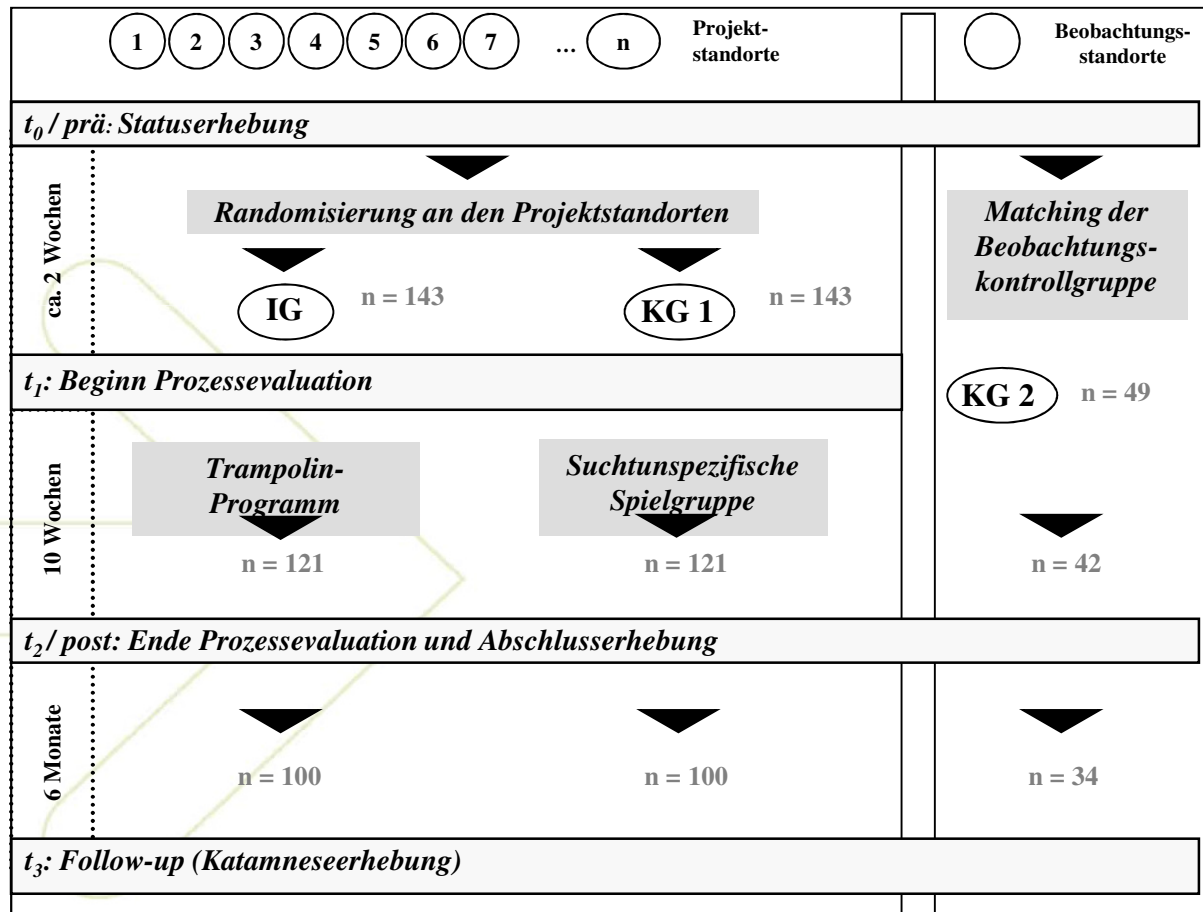 1 2 3 4 5 6 7 ... n
Projekt-
standorte
Beobachtungs-
standorte
t0 / prä: Statuserhebung
ca. 2 Wochen
Randomisierung an den Projektstandorten
Matching der
Beobachtungs-
kontrollgruppe
IG n = 143
KG 1 n = 143
t1: Beginn Prozessevaluation
KG 2 n = 49
10 Wochen
Trampolin-
Programm
Suchtunspezifische
Spielgruppe
n = 121
n = 121
n = 42
t2 / post: Ende Prozessevaluation und Abschlusserhebung
6 Monate
n = 100
n = 100
n = 34
t3: Follow-up (Katamneseerhebung)